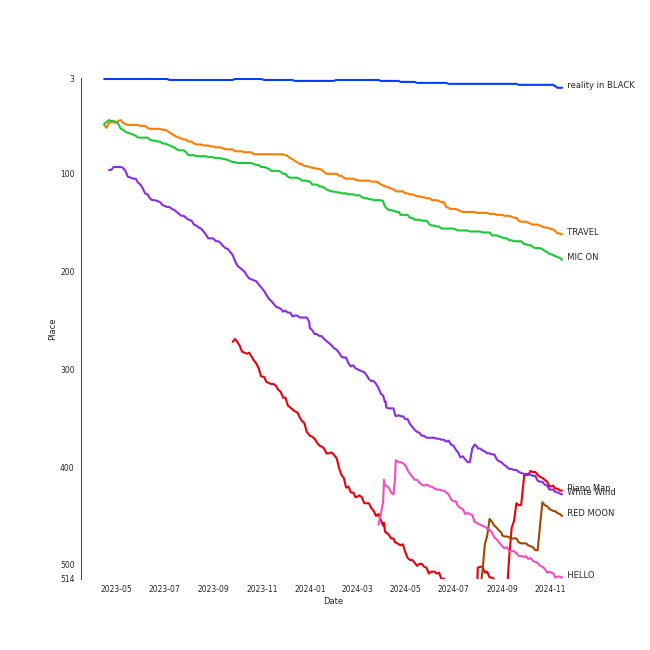 3
reality in BLACK
100
200
TRAVEL
MIC ON
Place
300
400
Piano Man
White Wind
RED MOON
500
514
HELLO
2023-05 2023-07 2023-09 2023-11 2024-01 2024-03 2024-05 2024-07 2024-09 2024-11
Date